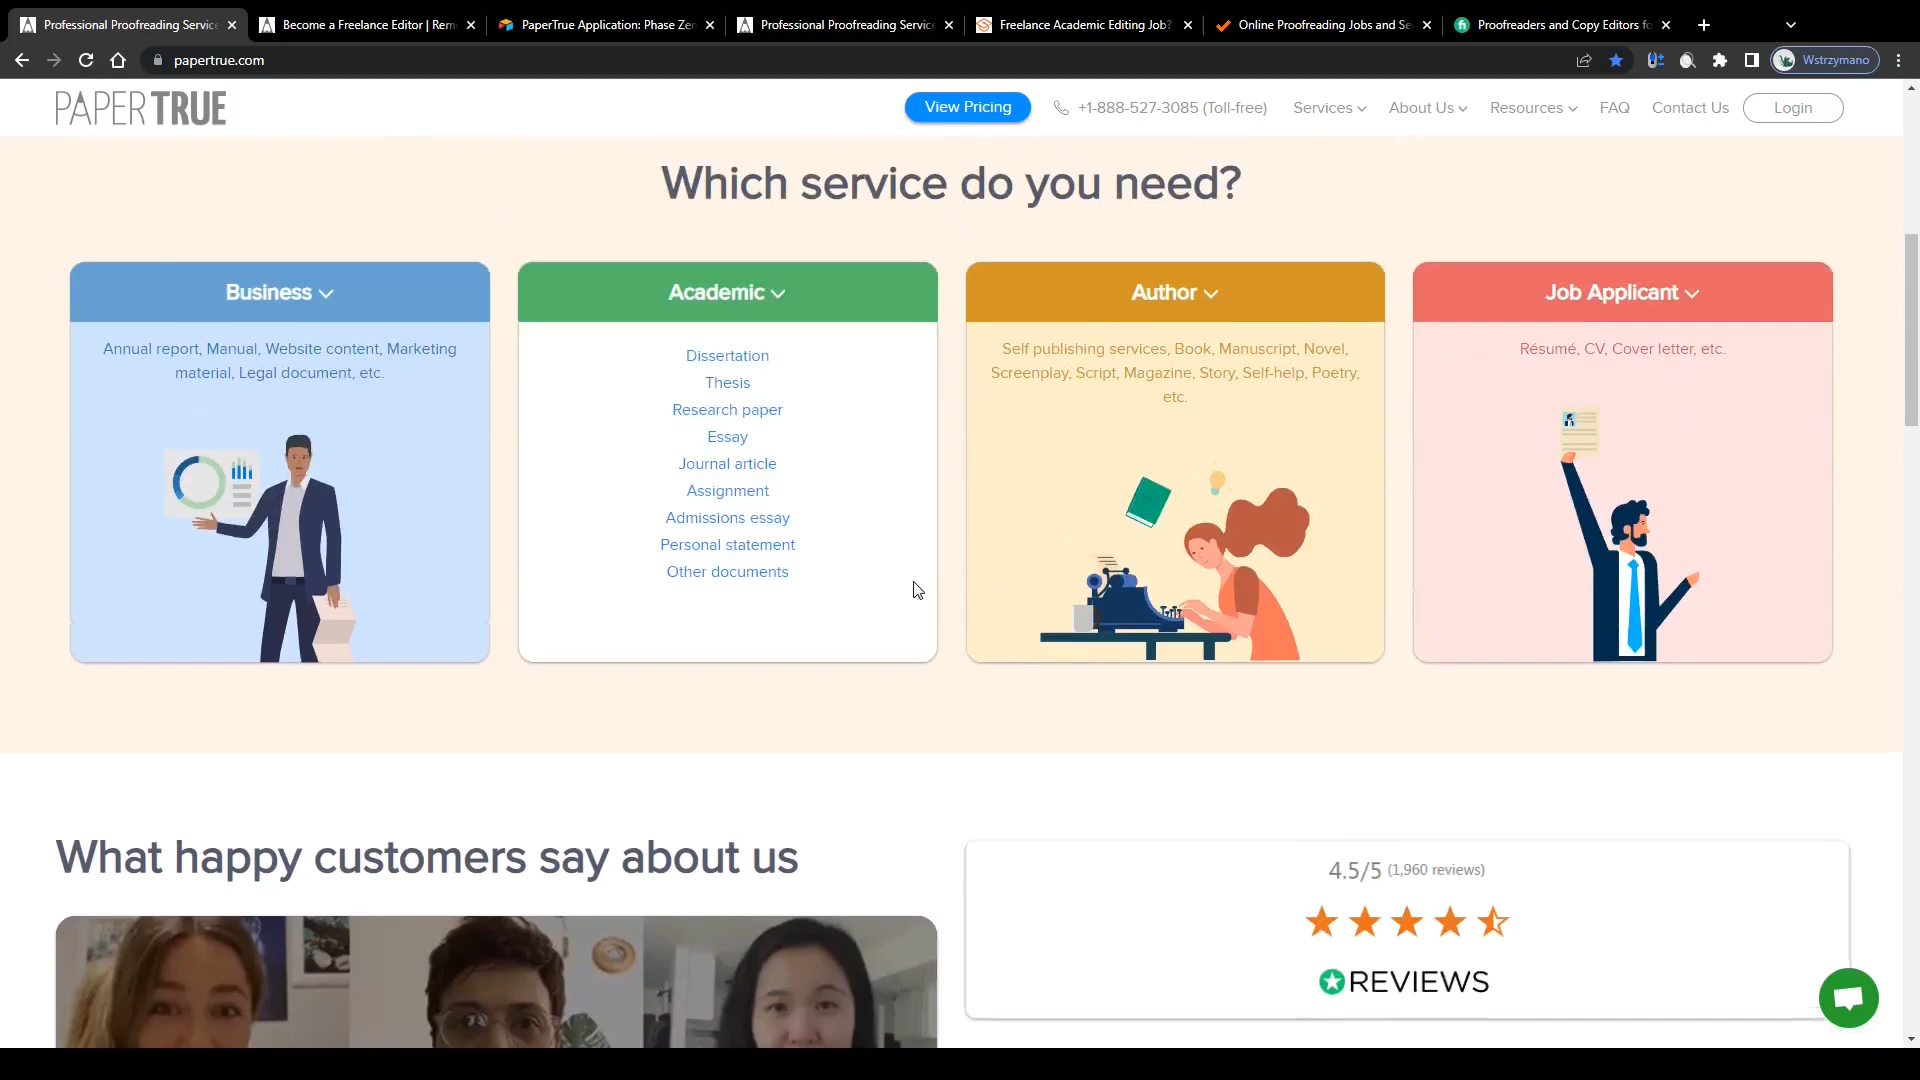 Professional Proofreading Service
Become a Freelance Editor | Rem
PaperTrue Application: Phase Zer
Professional Proofreading Service
Freelance Academic Editing Job?
Online Proofreading Jobs and Se
Proofreaders and Copy Editors fo
papertrue.com
Wstrzymano
PAPERTRUE
View Pricing
+1-888-527-3085 (Toll-free)
Services
About Us
Resources
FAQ
Contact Us
Login
Which service do you need?
Business
Annual report, Manual, Website content, Marketing
material, Legal document, etc.
Academic
Dissertation
Thesis
Research paper
Essay
Journal article
Assignment
Admissions essay
Personal statement
Other documents
Author
Self publishing services, Book, Manuscript, Novel,
Screenplay, Script, Magazine, Story, Self-help, Poetry,
etc.
Job Applicant
Résumé, CV, Cover letter, etc.
What happy customers say about us
4.5/5 (1,960 reviews)
REVIEWS